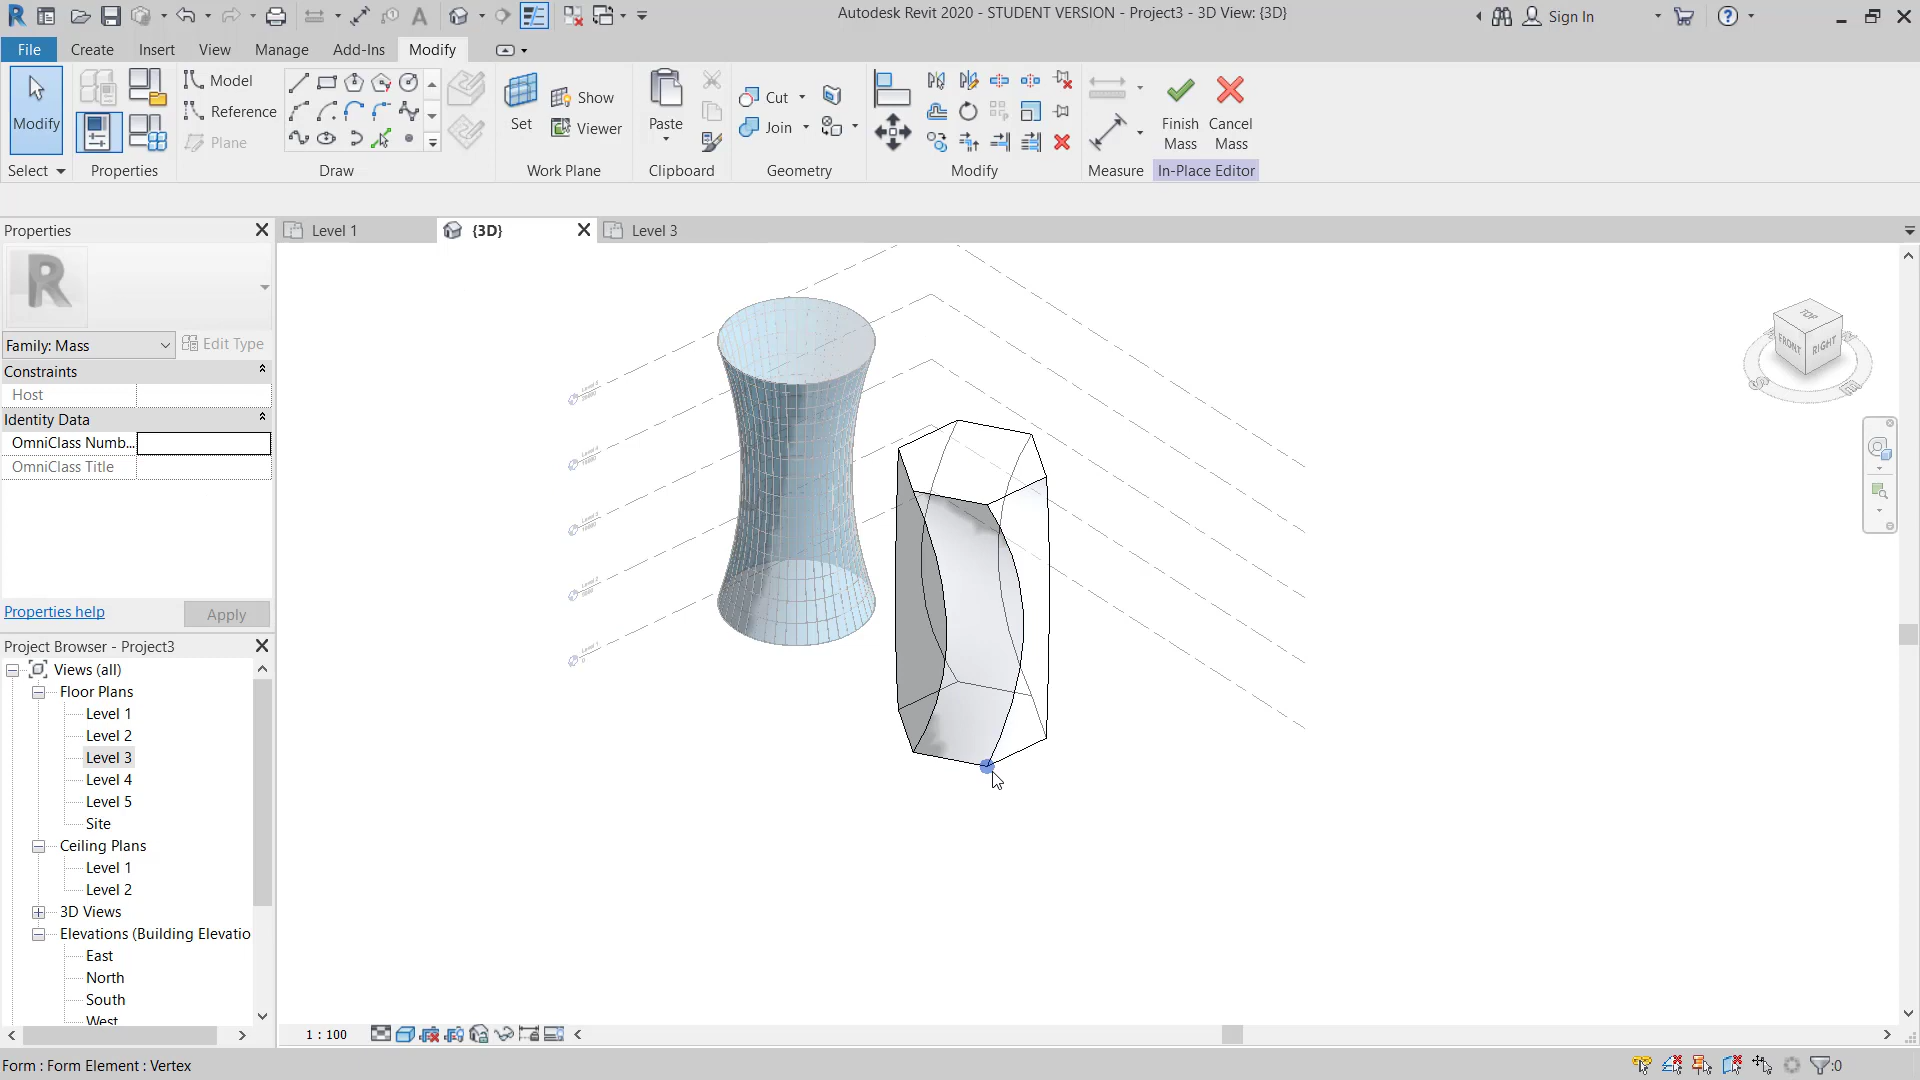 Autodesk Revit 2020 - STUDENT VERSION - Project3 - 3D View: {3D}
Sign In
File Create Insert View Manage Add-Ins Modify
Modify
Model
Reference
Plane
Set
Show
Viewer
Paste
Cut
Join
Finish Mass
Cancel Mass
Select Properties Draw Work Plane Clipboard Geometry Modify Measure In-Place Editor
Properties
Level 1
{3D}
Level 3
Family: Mass
Edit Type
Constraints
Host
Identity Data
OmniClass Numb...
OmniClass Title
Properties help
Apply
Project Browser - Project3
Views (all)
Floor Plans
Level 1
Level 2
Level 3
Level 4
Level 5
Site
Ceiling Plans
Level 1
Level 2
3D Views
Elevations (Building Elevatio
East
North
South
West
TOP
FRONT
RIGHT
S
E
1 : 100
Form : Form Element : Vertex
:0